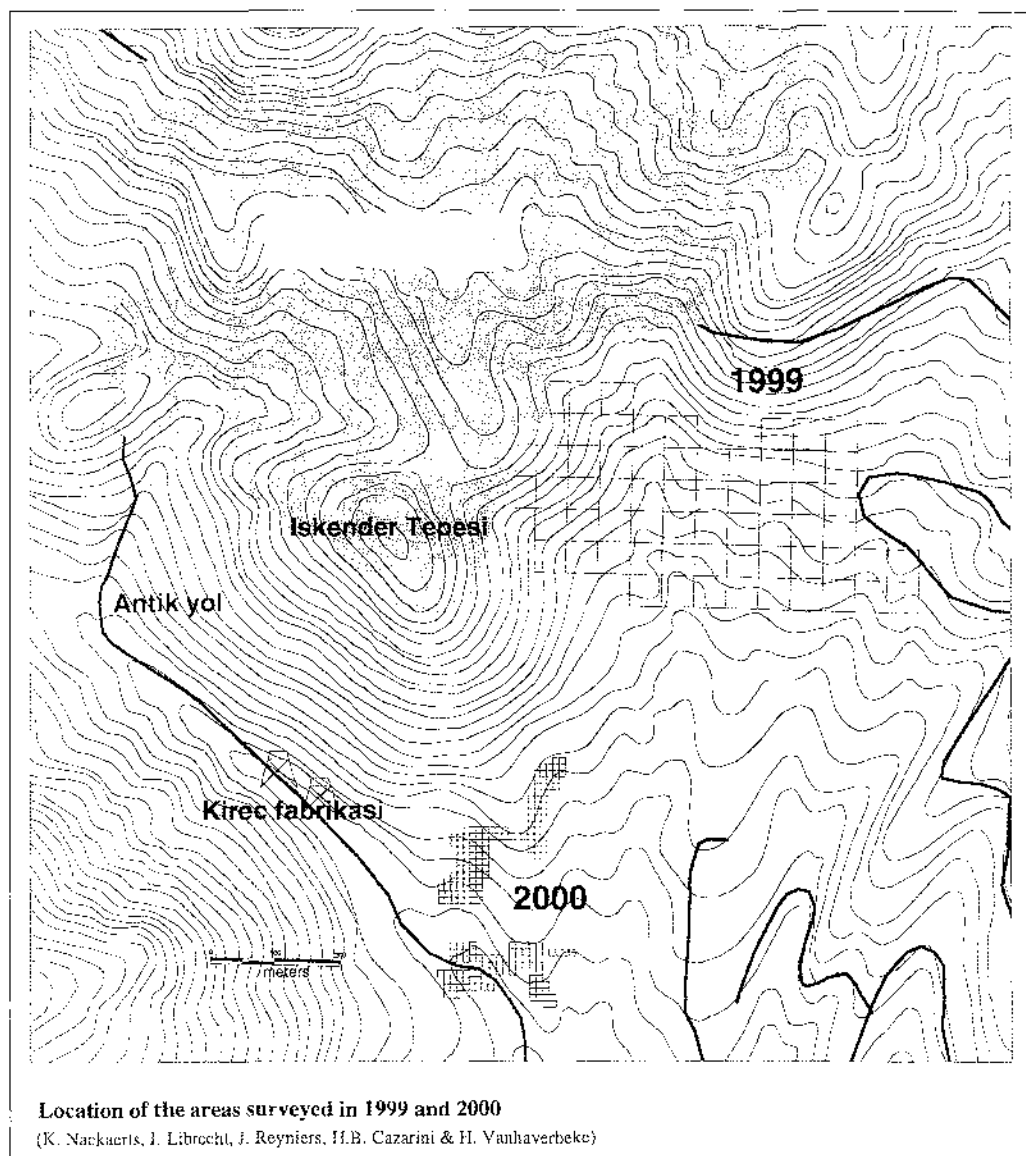 1999
Iskender Tepesi
Antik yol
Kirec fabrikasi
2000
meters
Location of the areas surveyed in 1999 and 2000
(K. Nackaerts, I. Librecht, J. Reyniers, H.B. Cazarini & H. Vanhaverbeke)